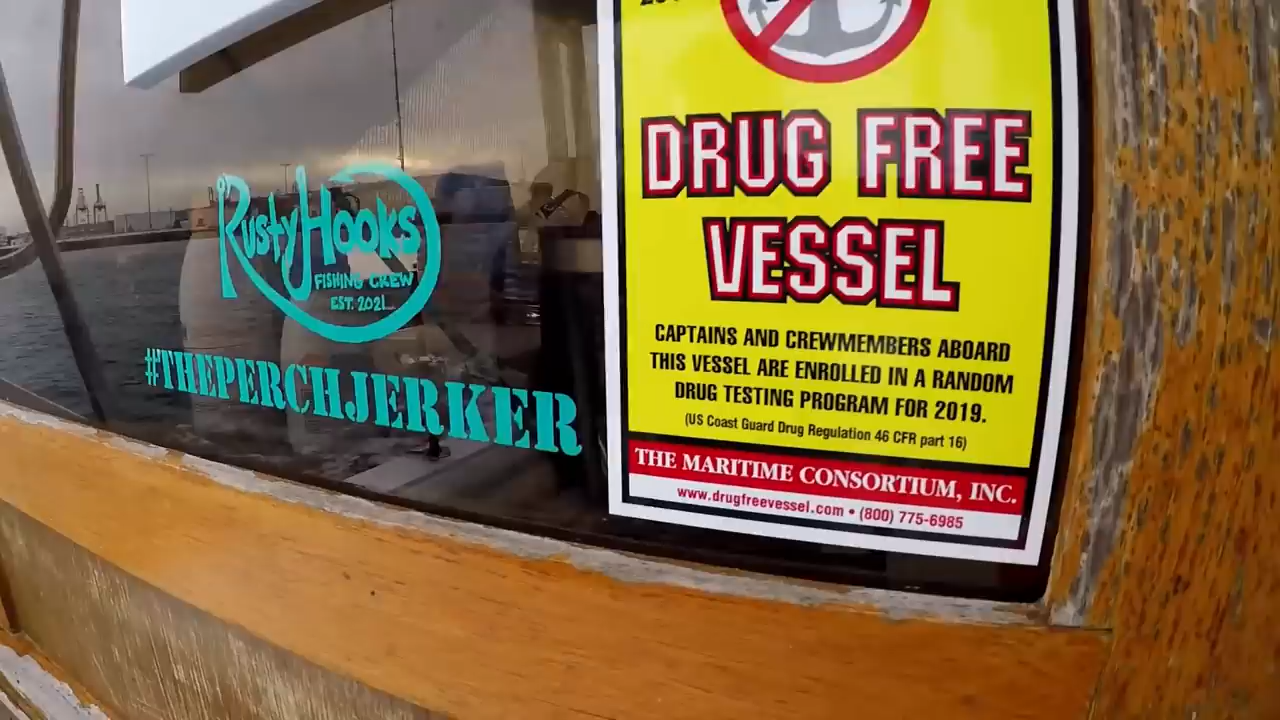 RustyHooks
FISHING CREW
EST. 2021
#THEPERCHJERKER
DRUG FREE
VESSEL
CAPTAINS AND CREWMEMBERS ABOARD
THIS VESSEL ARE ENROLLED IN A RANDOM
DRUG TESTING PROGRAM FOR 2019.
(US Coast Guard Drug Regulation 46 CFR part 16)
THE MARITIME CONSORTIUM, INC.
www.drugfreevessel.com • (800) 775-6985